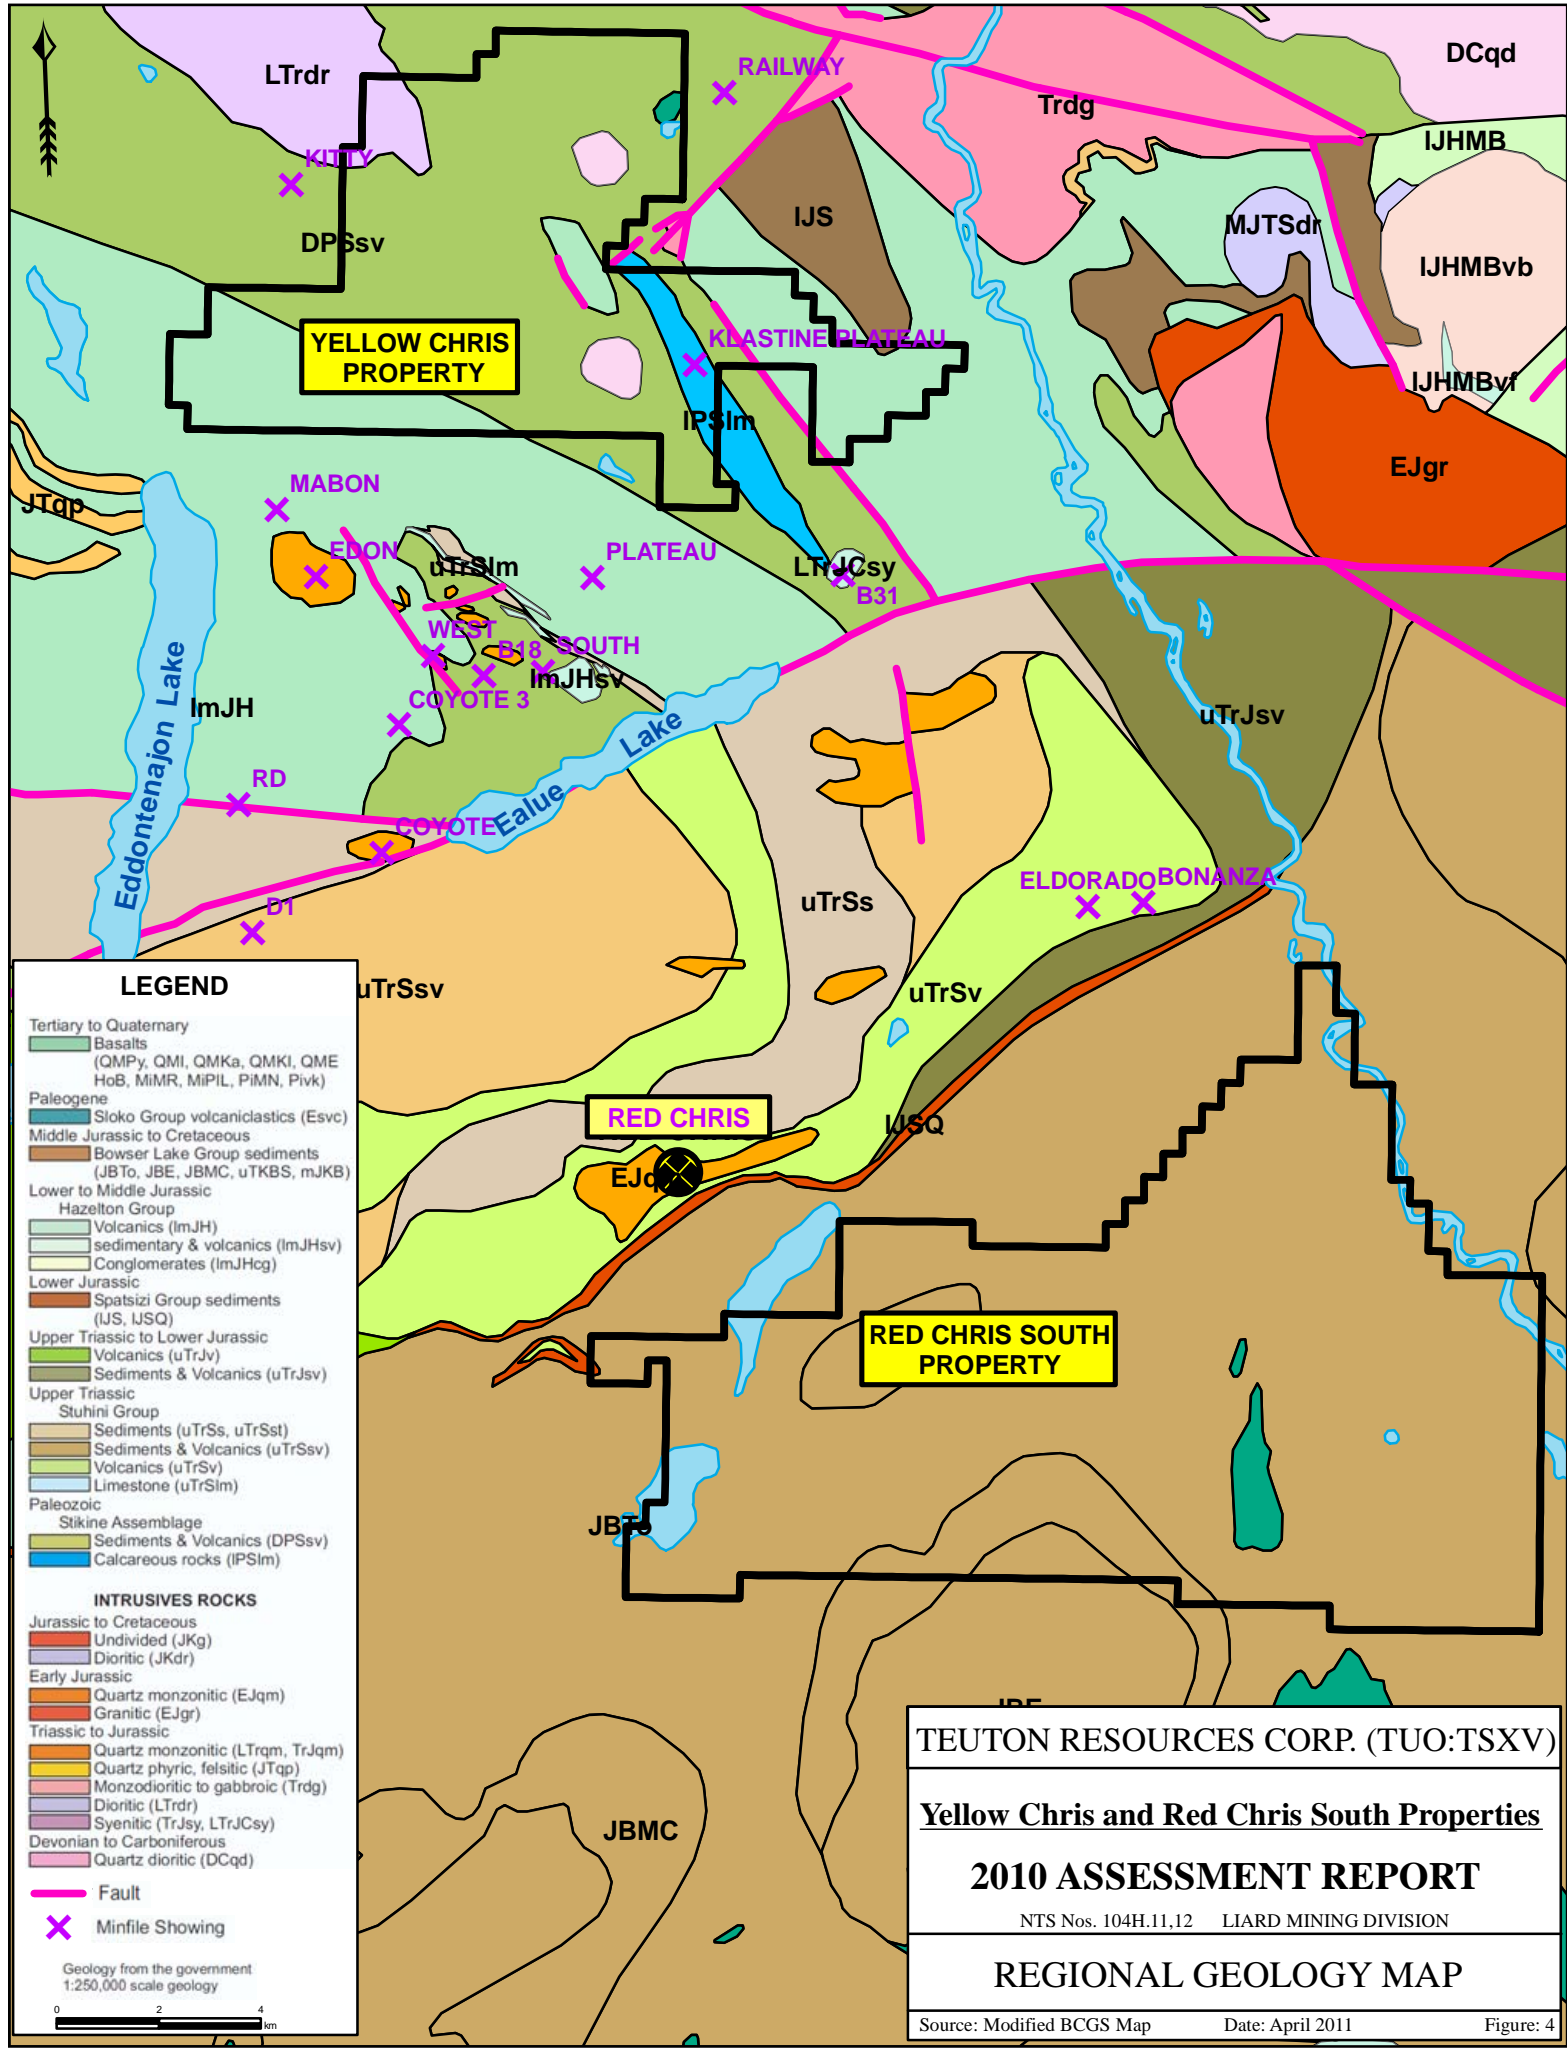 LTrdr
RAILWAY
DCqd
Trdg
KITTY
IJHMB
IJS
MJTSdr
DPSsv
IJHMBvb
YELLOW CHRIS
PROPERTY
KLASTINE PLATEAU
IJHMBvf
IPSlm
EJgr
MABON
JTqp
EDON
uTrSlm
PLATEAU
LTrJCsy
B31
WEST
B18
SOUTH
lmJHsv
COYOTE 3
lmJH
Eddontenajon Lake
Ealue Lake
uTrJsv
RD
COYOTE
ELDORADO
BONANZA
uTrSs
D1
uTrSsv
uTrSv
RED CHRIS
IJSQ
EJq
RED CHRIS SOUTH
PROPERTY
JBTo
JBE
JBMC
LEGEND
Tertiary to Quaternary
Basalts
(QMPy, QMI, QMKa, QMKI, QME
HoB, MiMR, MiPIL, PiMN, Pivk)
Paleogene
Sloko Group volcaniclastics (Esvc)
Middle Jurassic to Cretaceous
Bowser Lake Group sediments
(JBTo, JBE, JBMC, uTKBS, mJKB)
Lower to Middle Jurassic
Hazelton Group
Volcanics (lmJH)
sedimentary & volcanics (lmJHsv)
Conglomerates (lmJHcg)
Lower Jurassic
Spatsizi Group sediments
(IJS, IJSQ)
Upper Triassic to Lower Jurassic
Volcanics (uTrJv)
Sediments & Volcanics (uTrJsv)
Upper Triassic
Stuhini Group
Sediments (uTrSs, uTrSst)
Sediments & Volcanics (uTrSsv)
Volcanics (uTrSv)
Limestone (uTrSlm)
Paleozoic
Stikine Assemblage
Sediments & Volcanics (DPSsv)
Calcareous rocks (IPSlm)
INTRUSIVES ROCKS
Jurassic to Cretaceous
Undivided (JKg)
Dioritic (JKdr)
Early Jurassic
Quartz monzonitic (EJqm)
Granitic (EJgr)
Triassic to Jurassic
Quartz monzonitic (LTrqm, TrJqm)
Quartz phyric, felsitic (JTqp)
Monzodioritic to gabbroic (Trdg)
Dioritic (LTrdr)
Syenitic (TrJsy, LTrJCsy)
Devonian to Carboniferous
Quartz dioritic (DCqd)
Fault
Minfile Showing
Geology from the government
1:250,000 scale geology
0 2 4
km
TEUTON RESOURCES CORP. (TUO:TSXV)
Yellow Chris and Red Chris South Properties
2010 ASSESSMENT REPORT
NTS Nos. 104H.11,12 LIARD MINING DIVISION
REGIONAL GEOLOGY MAP
Source: Modified BCGS Map Date: April 2011 Figure: 4